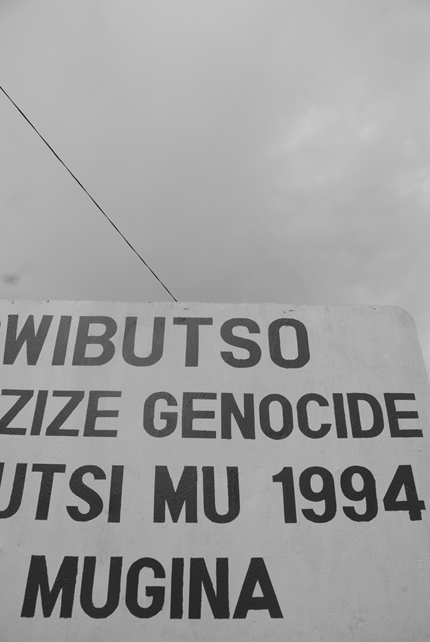 WIBUTSO
ZIZE GENOCIDE
UTSI MU 1994
MUGINA